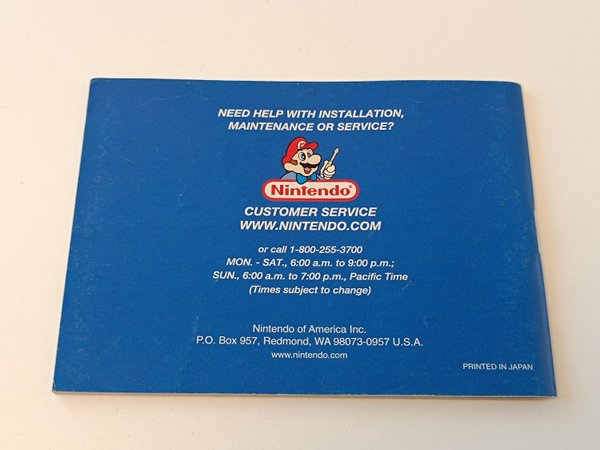 NEED HELP WITH INSTALLATION,
MAINTENANCE OR SERVICE?
Nintendo®
CUSTOMER SERVICE
WWW.NINTENDO.COM
or call 1-800-255-3700
MON. - SAT., 6:00 a.m. to 9:00 p.m.;
SUN., 6:00 a.m. to 7:00 p.m., Pacific Time
(Times subject to change)
Nintendo of America Inc.
P.O. Box 957, Redmond, WA 98073-0957 U.S.A.
www.nintendo.com
PRINTED IN JAPAN